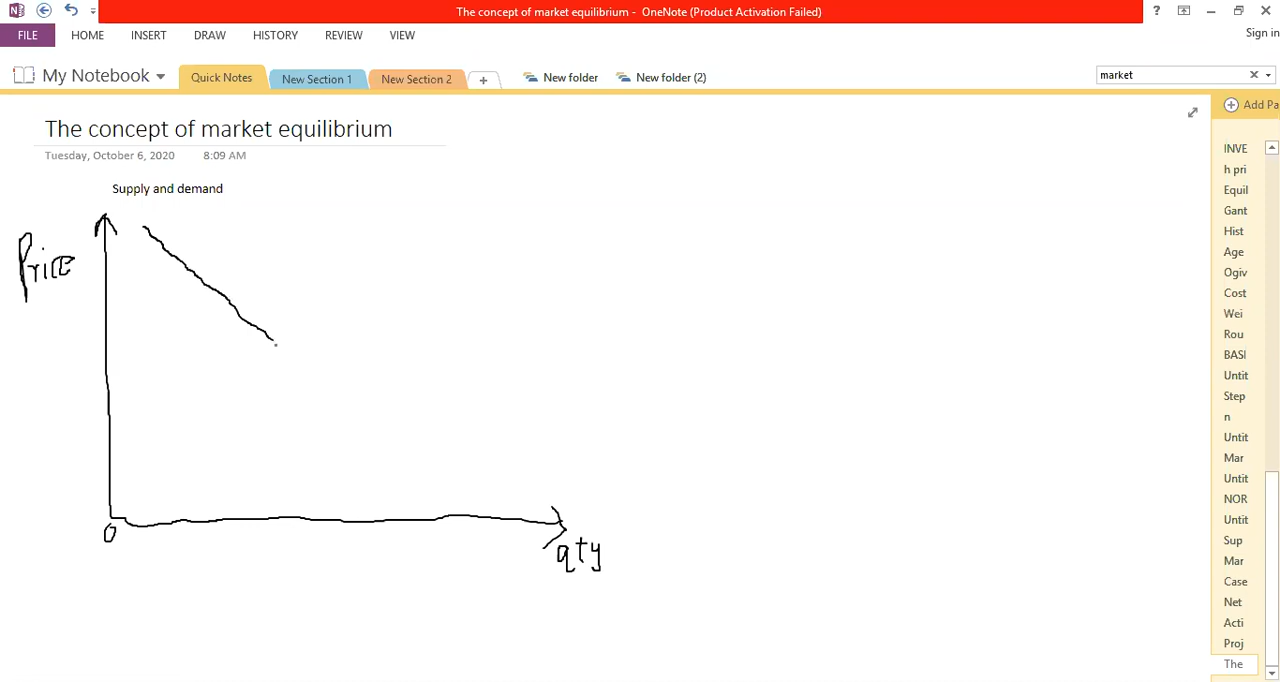 The concept of market equilibrium - OneNote (Product Activation Failed)
?
FILE HOME INSERT DRAW HISTORY REVIEW VIEW
Sign in
My Notebook Quick Notes New Section 1 New Section 2 + New folder New folder (2)
market
Add Pa
The concept of market equilibrium
Tuesday, October 6, 2020 8:09 AM
Supply and demand
Price
0
qty
INVE
h pri
Equil
Gant
Hist
Age
Ogiv
Cost
Wei
Rou
BASI
Untit
Step
n
Untit
Mar
Untit
NOR
Untit
Sup
Mar
Case
Net
Acti
Proj
The